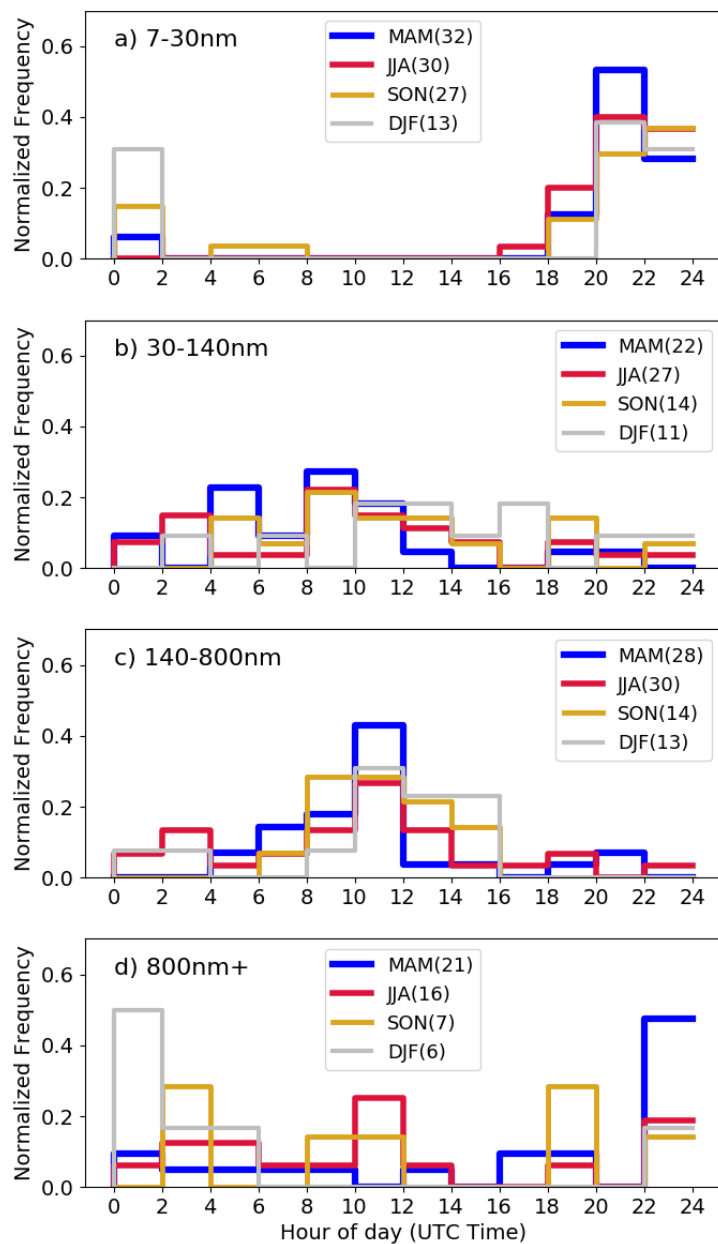 a) 7-30nm
MAM(32)
JJA(30)
SON(27)
DJF(13)
Normalized Frequency
0.6
0.4
0.2
0.0
0 2 4 6 8 10 12 14 16 18 20 22 24
b) 30-140nm
MAM(22)
JJA(27)
SON(14)
DJF(11)
Normalized Frequency
0.6
0.4
0.2
0.0
0 2 4 6 8 10 12 14 16 18 20 22 24
c) 140-800nm
MAM(28)
JJA(30)
SON(14)
DJF(13)
Normalized Frequency
0.6
0.4
0.2
0.0
0 2 4 6 8 10 12 14 16 18 20 22 24
d) 800nm+
MAM(21)
JJA(16)
SON(7)
DJF(6)
Normalized Frequency
0.6
0.4
0.2
0.0
0 2 4 6 8 10 12 14 16 18 20 22 24
Hour of day (UTC Time)